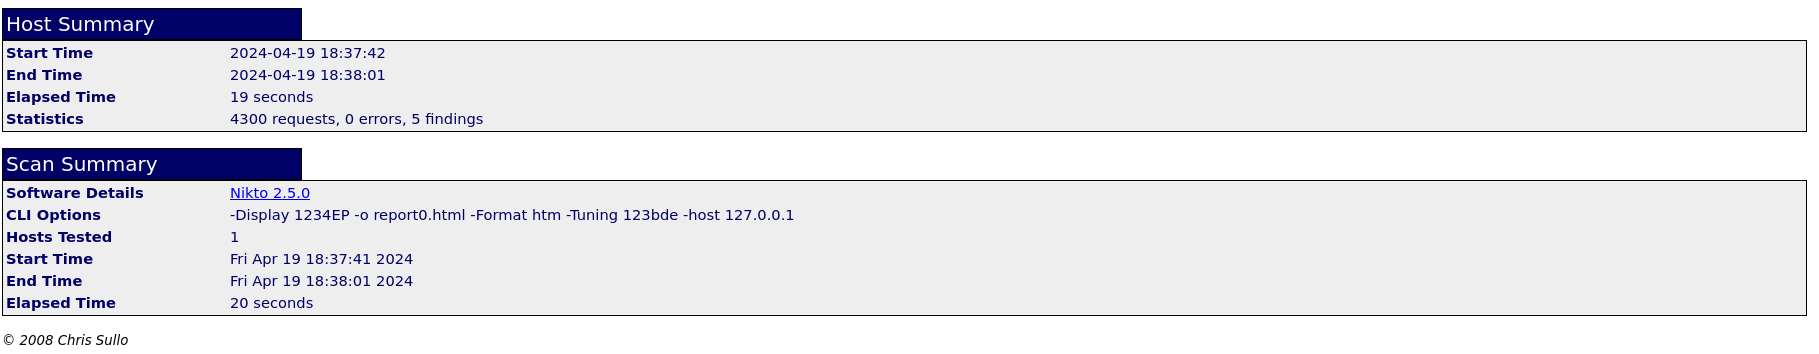 Host Summary
Start Time 2024-04-19 18:37:42
End Time 2024-04-19 18:38:01
Elapsed Time 19 seconds
Statistics 4300 requests, 0 errors, 5 findings
Scan Summary
Software Details Nikto 2.5.0
CLI Options -Display 1234EP -o report0.html -Format htm -Tuning 123bde -host 127.0.0.1
Hosts Tested 1
Start Time Fri Apr 19 18:37:41 2024
End Time Fri Apr 19 18:38:01 2024
Elapsed Time 20 seconds
© 2008 Chris Sullo